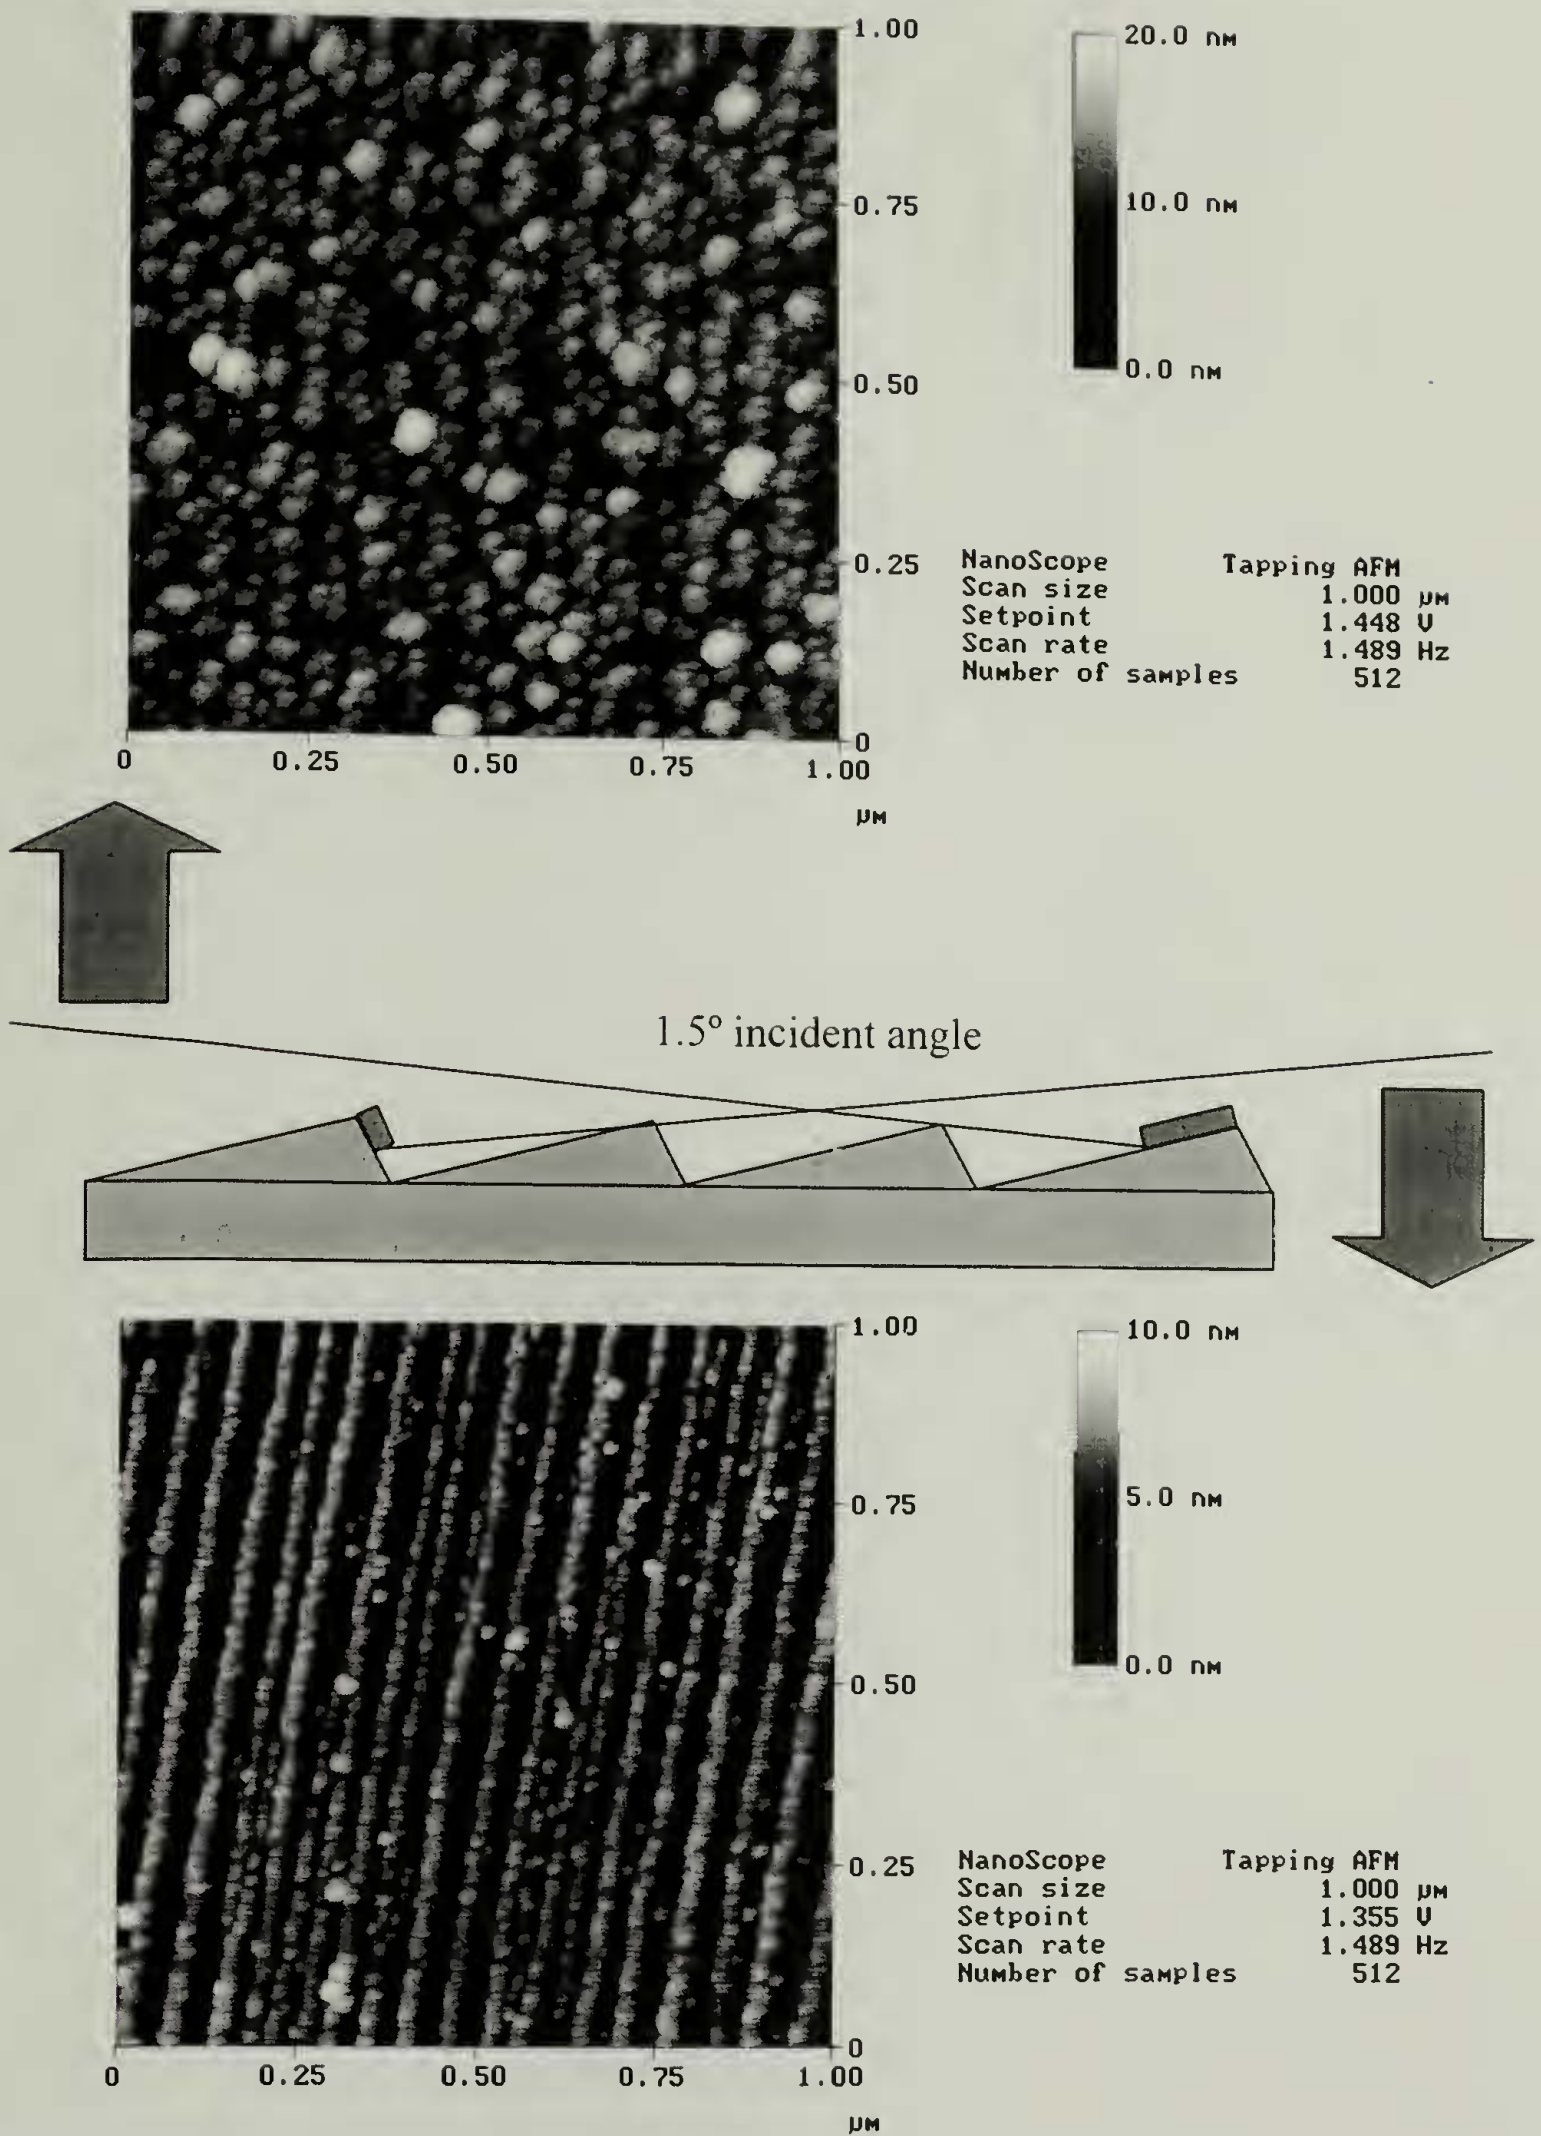 1.00
20.0 nM
0.75
10.0 nM
0.50
0.0 nM
0.25
NanoScope Tapping AFM
Scan size 1.000 µM
Setpoint 1.448 V
Scan rate 1.489 Hz
Number of samples 512
0
0 0.25 0.50 0.75 1.00
µM
1.5º incident angle
1.00
10.0 nM
0.75
5.0 nM
0.50
0.0 nM
0.25
NanoScope Tapping AFM
Scan size 1.000 µM
Setpoint 1.355 V
Scan rate 1.489 Hz
Number of samples 512
0
0 0.25 0.50 0.75 1.00
µM